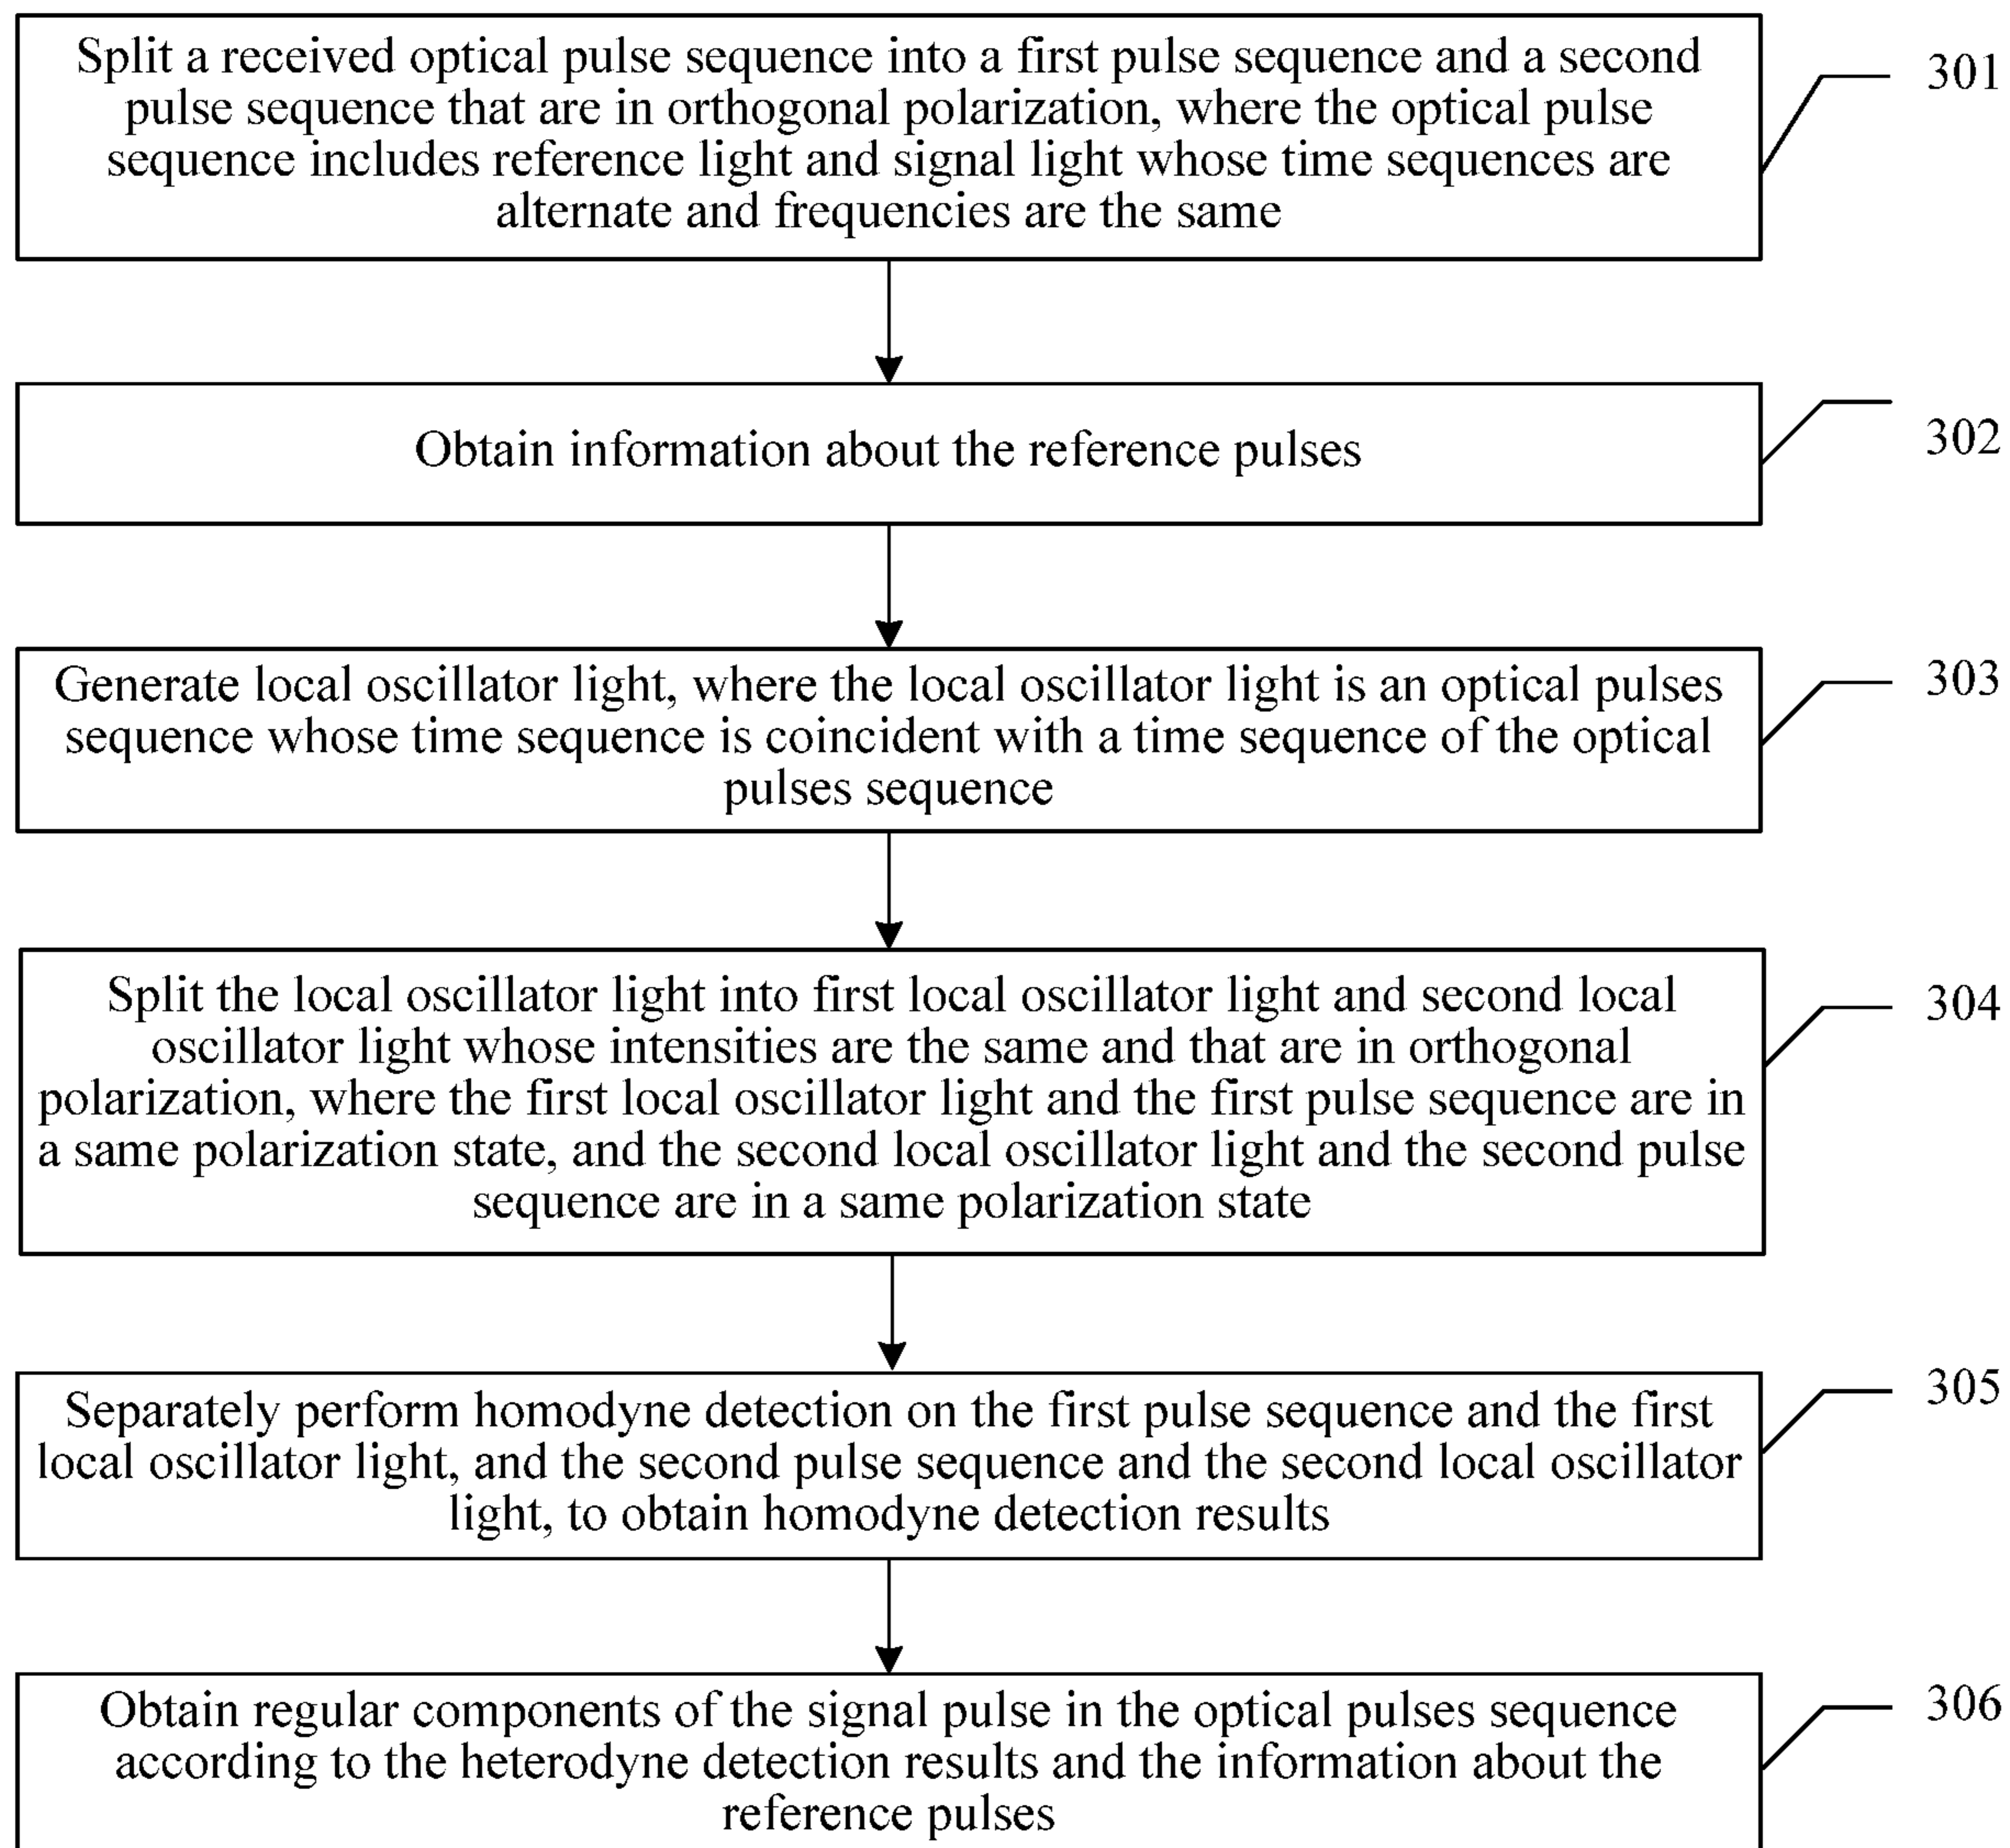 Split a received optical pulse sequence into a first pulse sequence and a second
pulse sequence that are in orthogonal polarization, where the optical pulse
sequence includes reference light and signal light whose time sequences are
alternate and frequencies are the same
301
Obtain information about the reference pulses
302
Generate local oscillator light, where the local oscillator light is an optical pulses
sequence whose time sequence is coincident with a time sequence of the optical
pulses sequence
303
Split the local oscillator light into first local oscillator light and second local
oscillator light whose intensities are the same and that are in orthogonal
polarization, where the first local oscillator light and the first pulse sequence are in
a same polarization state, and the second local oscillator light and the second pulse
sequence are in a same polarization state
304
Separately perform homodyne detection on the first pulse sequence and the first
local oscillator light, and the second pulse sequence and the second local oscillator
light, to obtain homodyne detection results
305
Obtain regular components of the signal pulse in the optical pulses sequence
according to the heterodyne detection results and the information about the
reference pulses
306